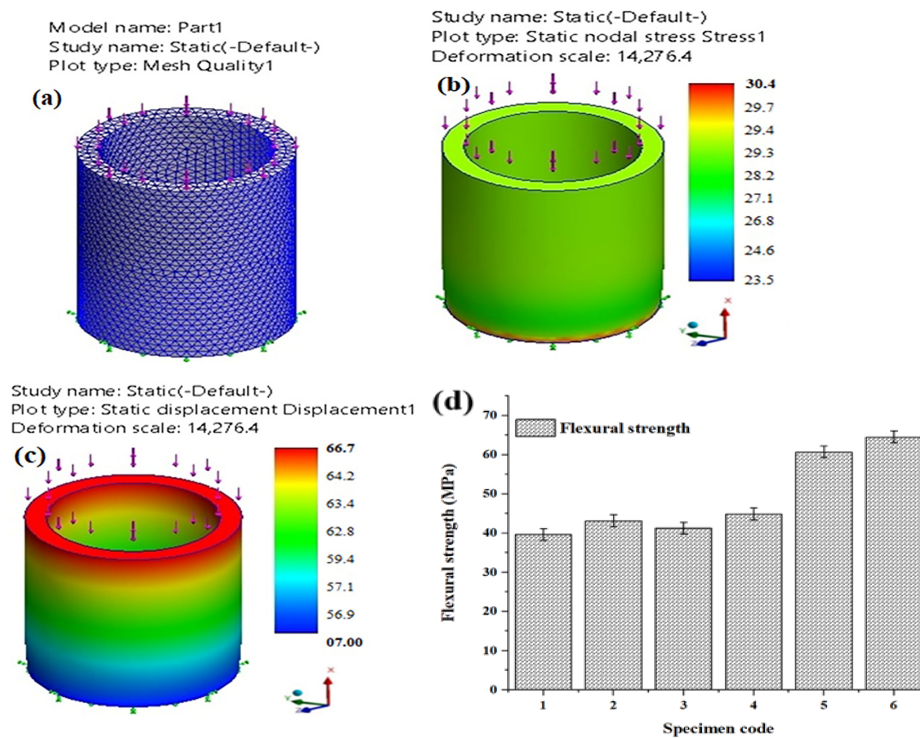 Model name: Part1
Study name: Static(-Default-)
Plot type: Mesh Quality1
(a)
Study name: Static(-Default-)
Plot type: Static nodal stress Stress1
Deformation scale: 14,276.4
(b)
30.4
29.7
29.4
29.3
28.2
27.1
26.8
24.6
23.5
X
Y
Z
Study name: Static(-Default-)
Plot type: Static displacement Displacement1
Deformation scale: 14,276.4
(c)
66.7
64.2
63.4
62.8
59.4
57.1
56.9
07.00
X
Y
Z
(d)
Flexural strength
Flexural strength (MPa)
70
60
50
40
30
20
10
0
1 2 3 4 5 6
Specimen code